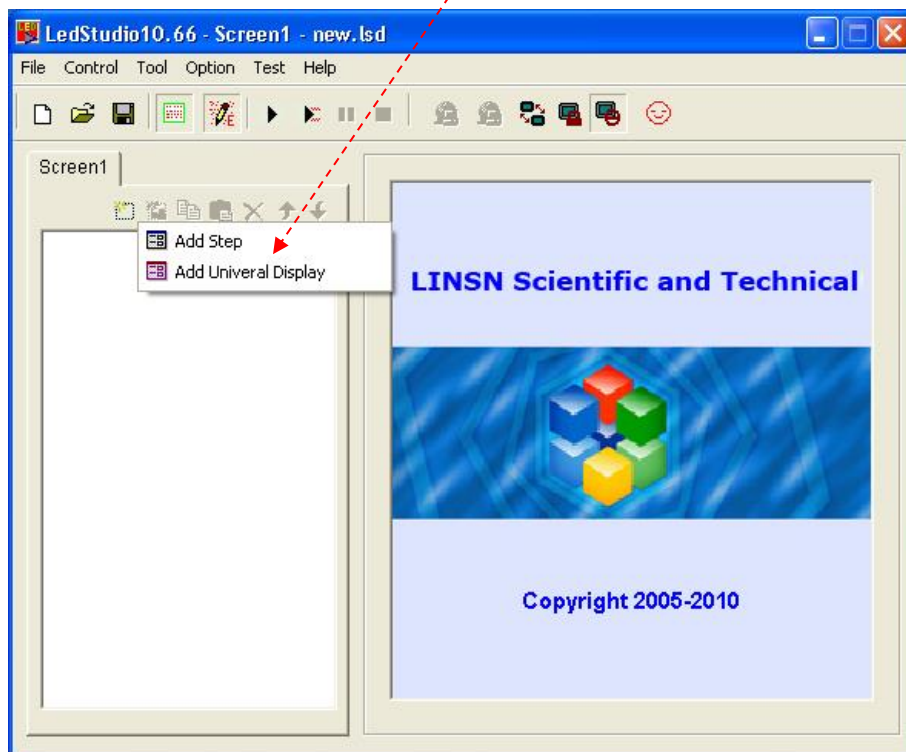 LedStudio10.66 - Screen1 - new.lsd
File Control Tool Option Test Help
Screen1
Add Step
Add Univeral Display
LINSN Scientific and Technical
Copyright 2005-2010